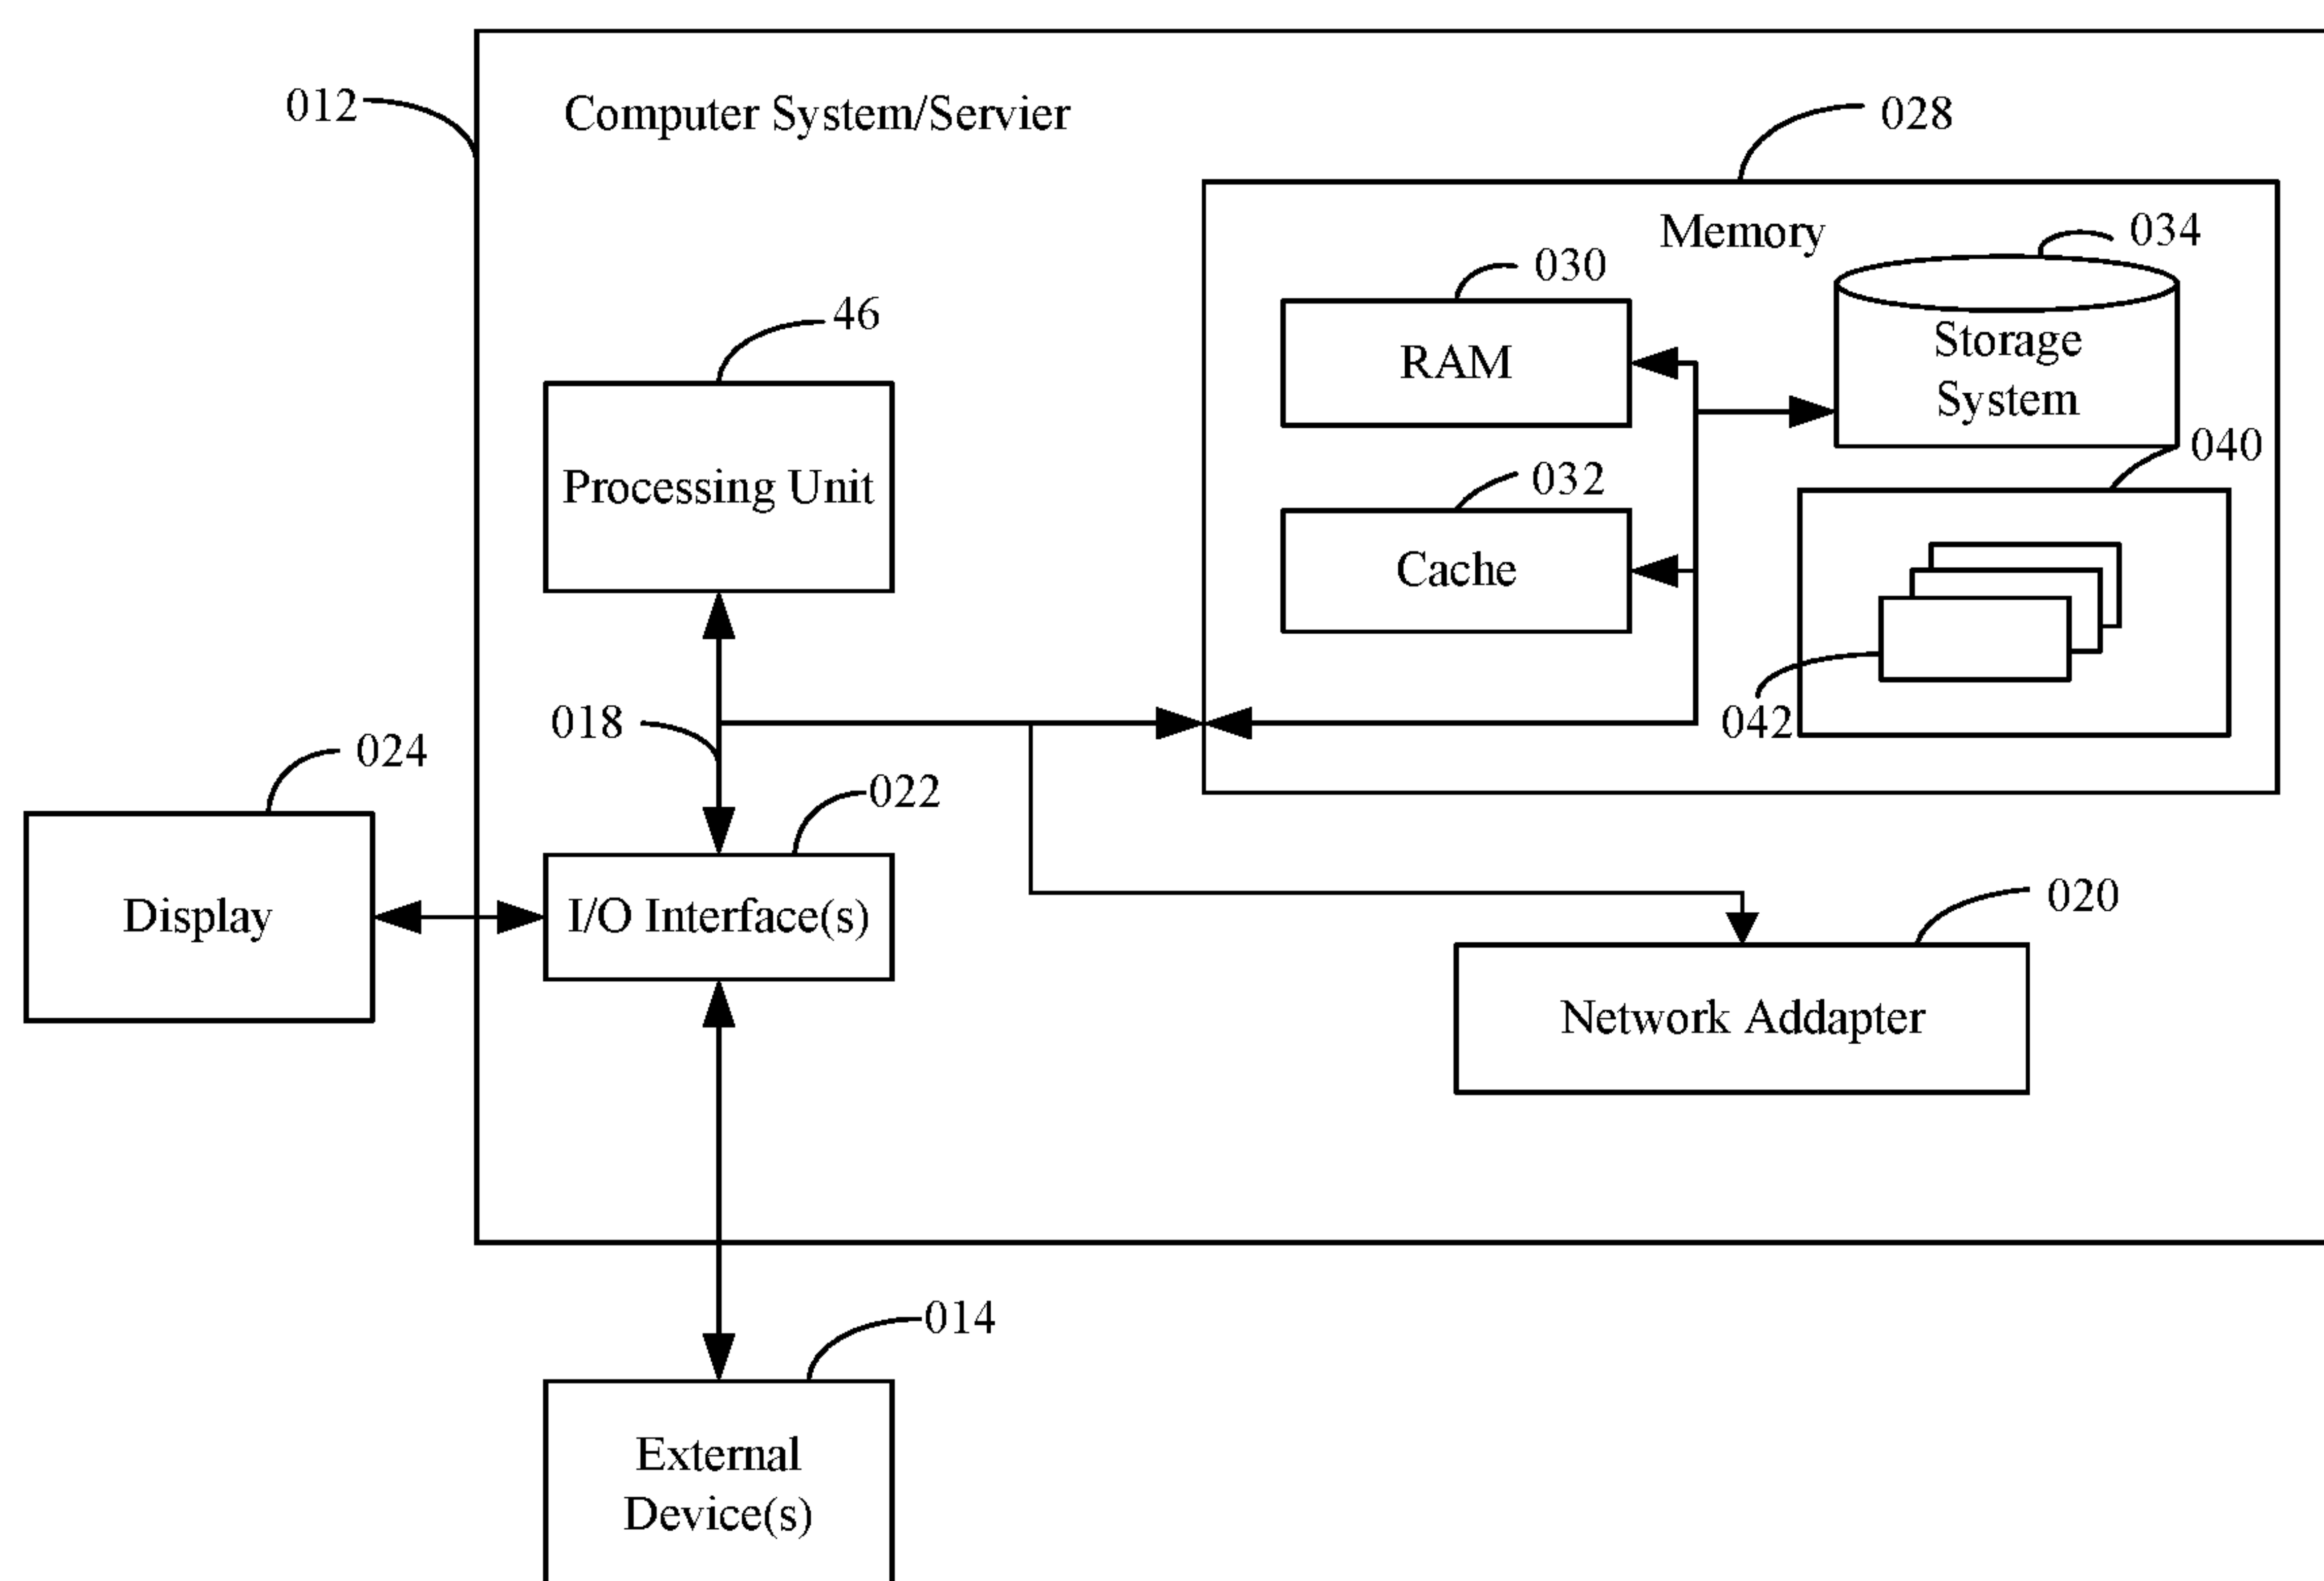 012
Computer System/Servier
028
Memory
034
030
RAM
Storage
System
46
Processing Unit
040
032
Cache
018
042
024
022
Display
I/O Interface(s)
020
Network Addapter
014
External
Device(s)